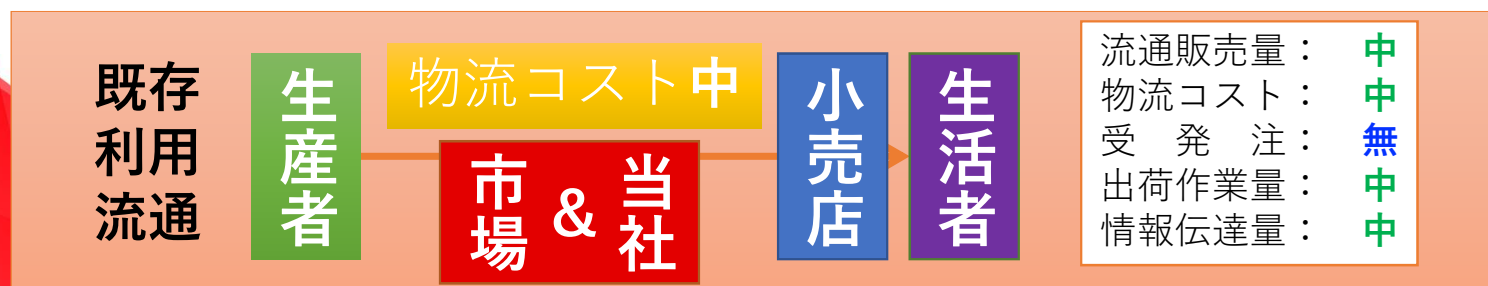 既存
利用
流通
生産者
物流コスト中
市場 & 当社
小売店
生活者
流通販売量： 中
物流コスト： 中
受 発 注： 無
出荷作業量： 中
情報伝達量： 中